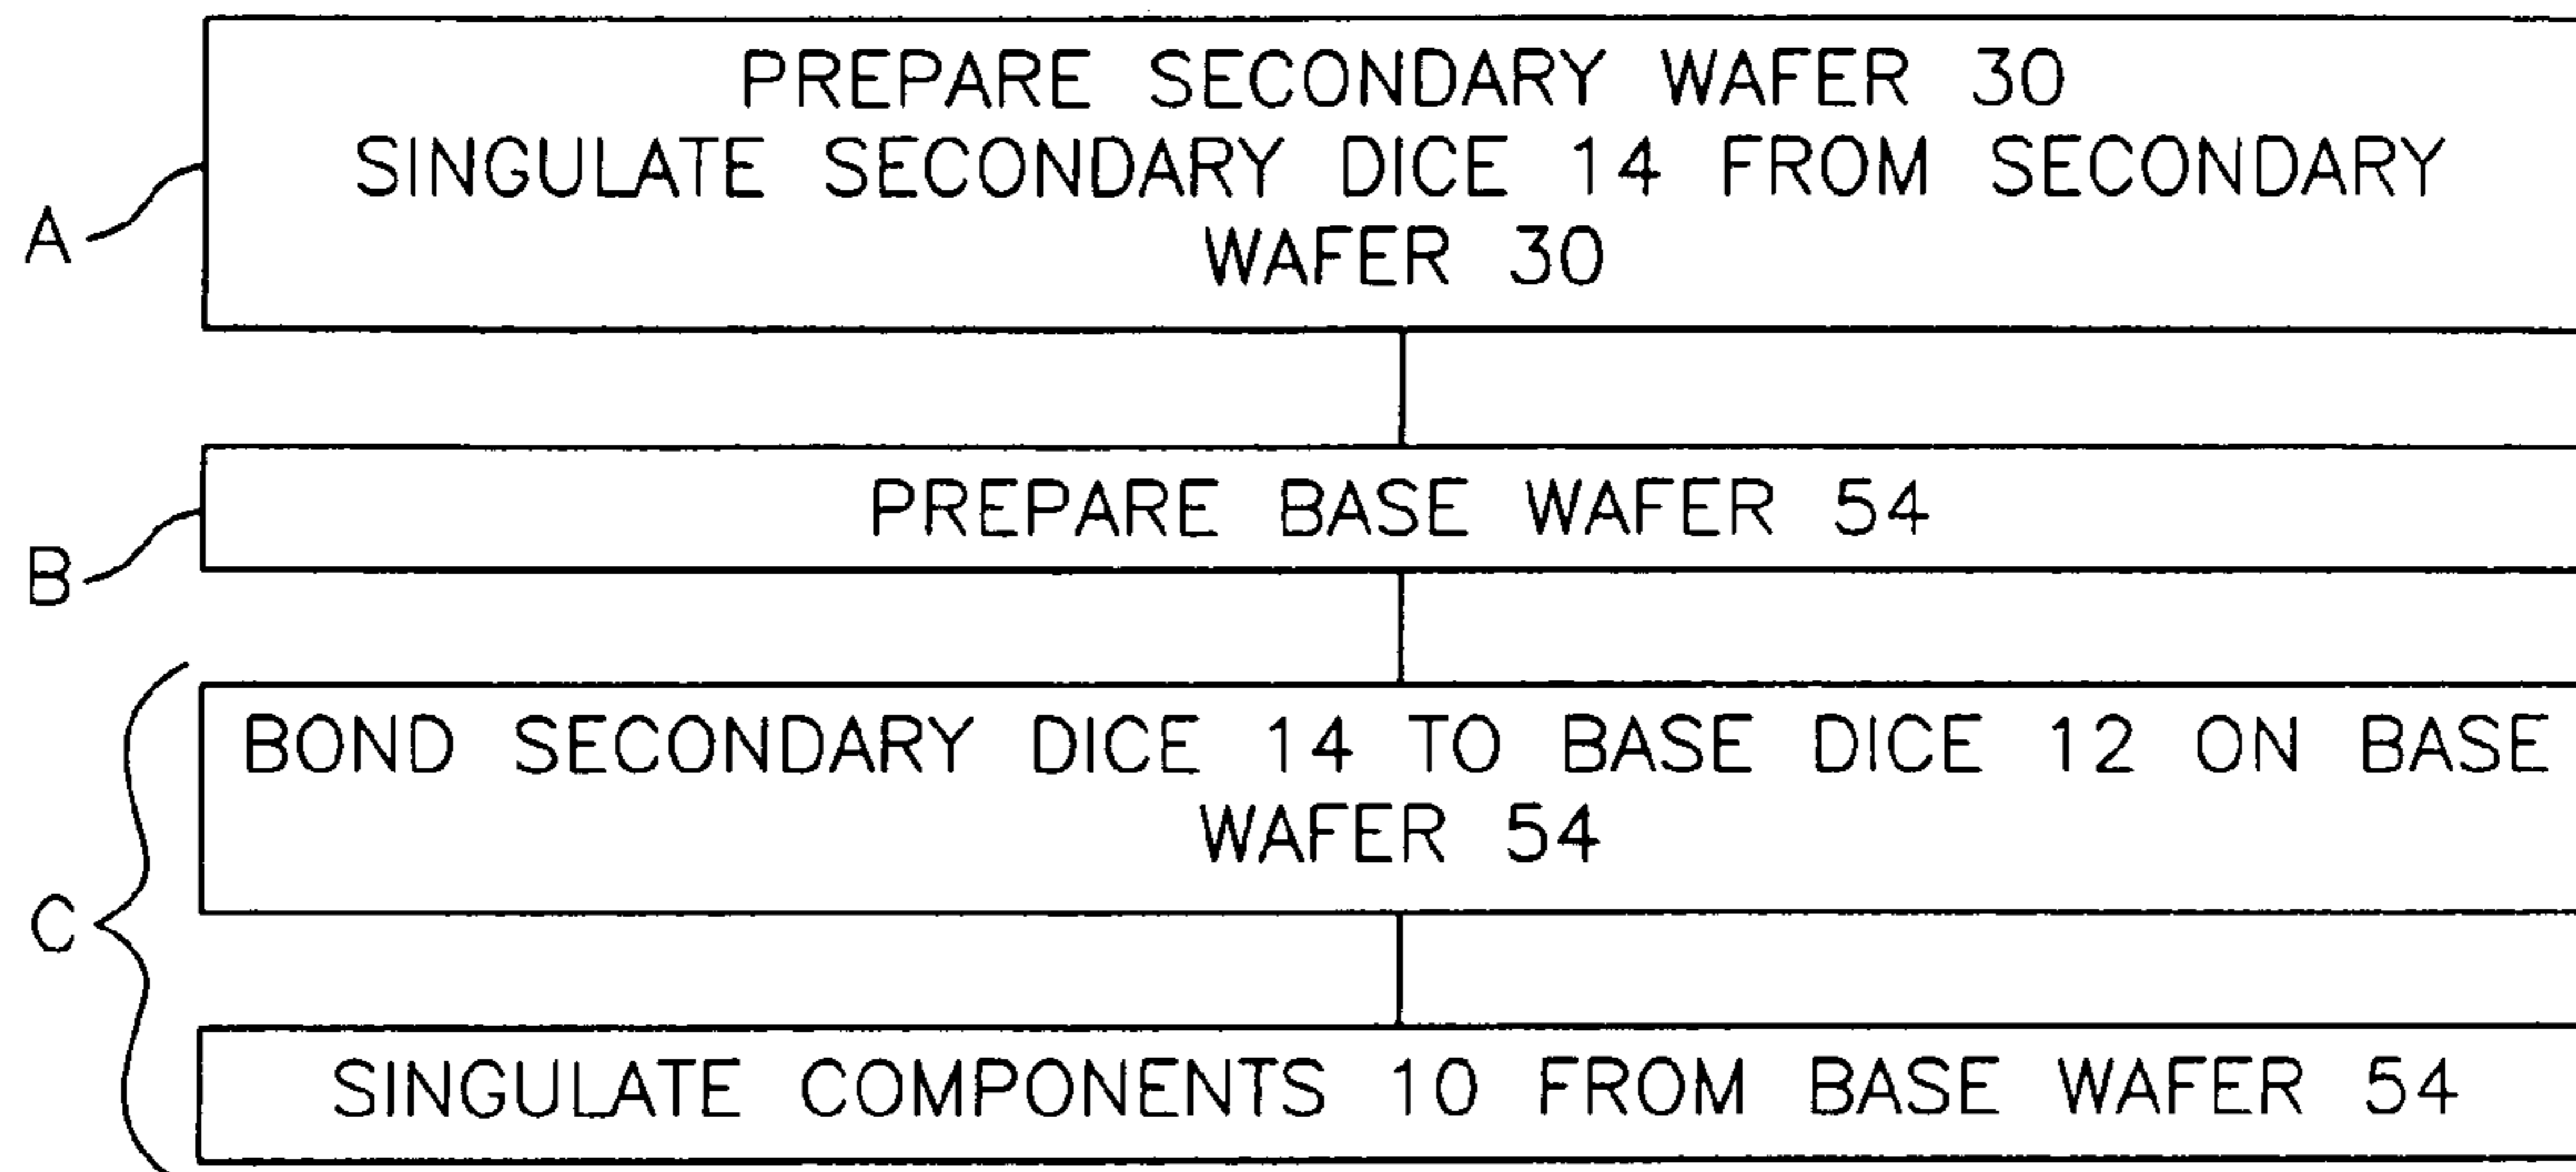 PREPARE SECONDARY WAFER 30
SINGULATE SECONDARY DICE 14 FROM SECONDARY
WAFER 30
A
PREPARE BASE WAFER 54
B
BOND SECONDARY DICE 14 TO BASE DICE 12 ON BASE
WAFER 54
C
SINGULATE COMPONENTS 10 FROM BASE WAFER 54